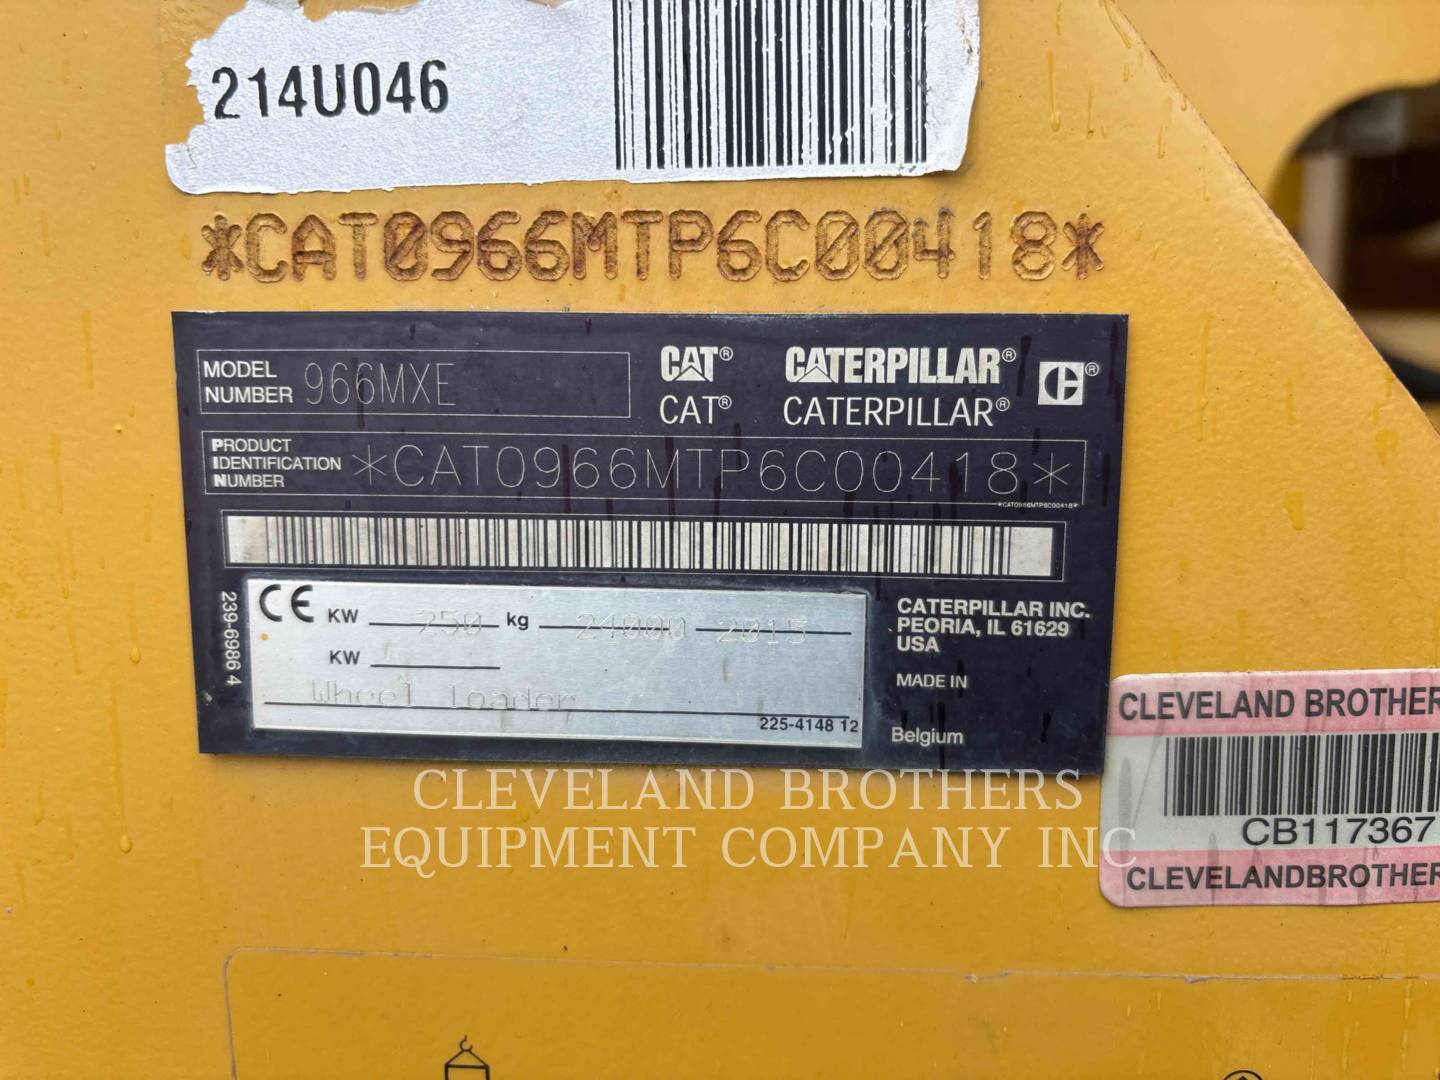 214U046
*CAT0966MTP6C00418*
MODEL NUMBER 966MXE
CAT® CATERPILLAR® C®
CAT® CATERPILLAR®
PRODUCT IDENTIFICATION NUMBER *CAT0966MTP6C00418*
*CAT0966MTP6C00418*
239-6986 4
CE KW 250 kg 24000 2015
KW
Wheel Loader
225-4148 12
CATERPILLAR INC.
PEORIA, IL 61629
USA
MADE IN
Belgium
CLEVELAND BROTHER
CB117367
CLEVELANDBROTHER
CLEVELAND BROTHERS
EQUIPMENT COMPANY INC